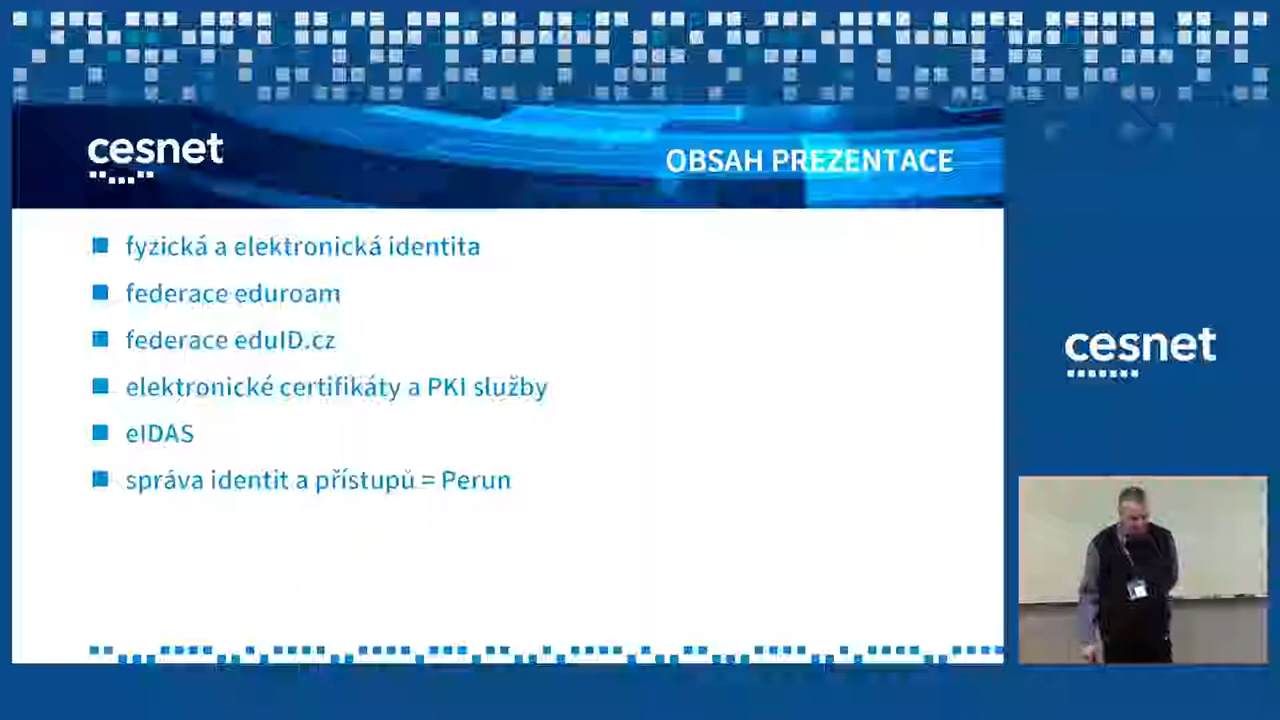 cesnet
OBSAH PREZENTACE
fyzická a elektronická identita
federace eduroam
federace eduID.cz
elektronické certifikáty a PKI služby
eIDAS
správa identit a přístupů = Perun
cesnet